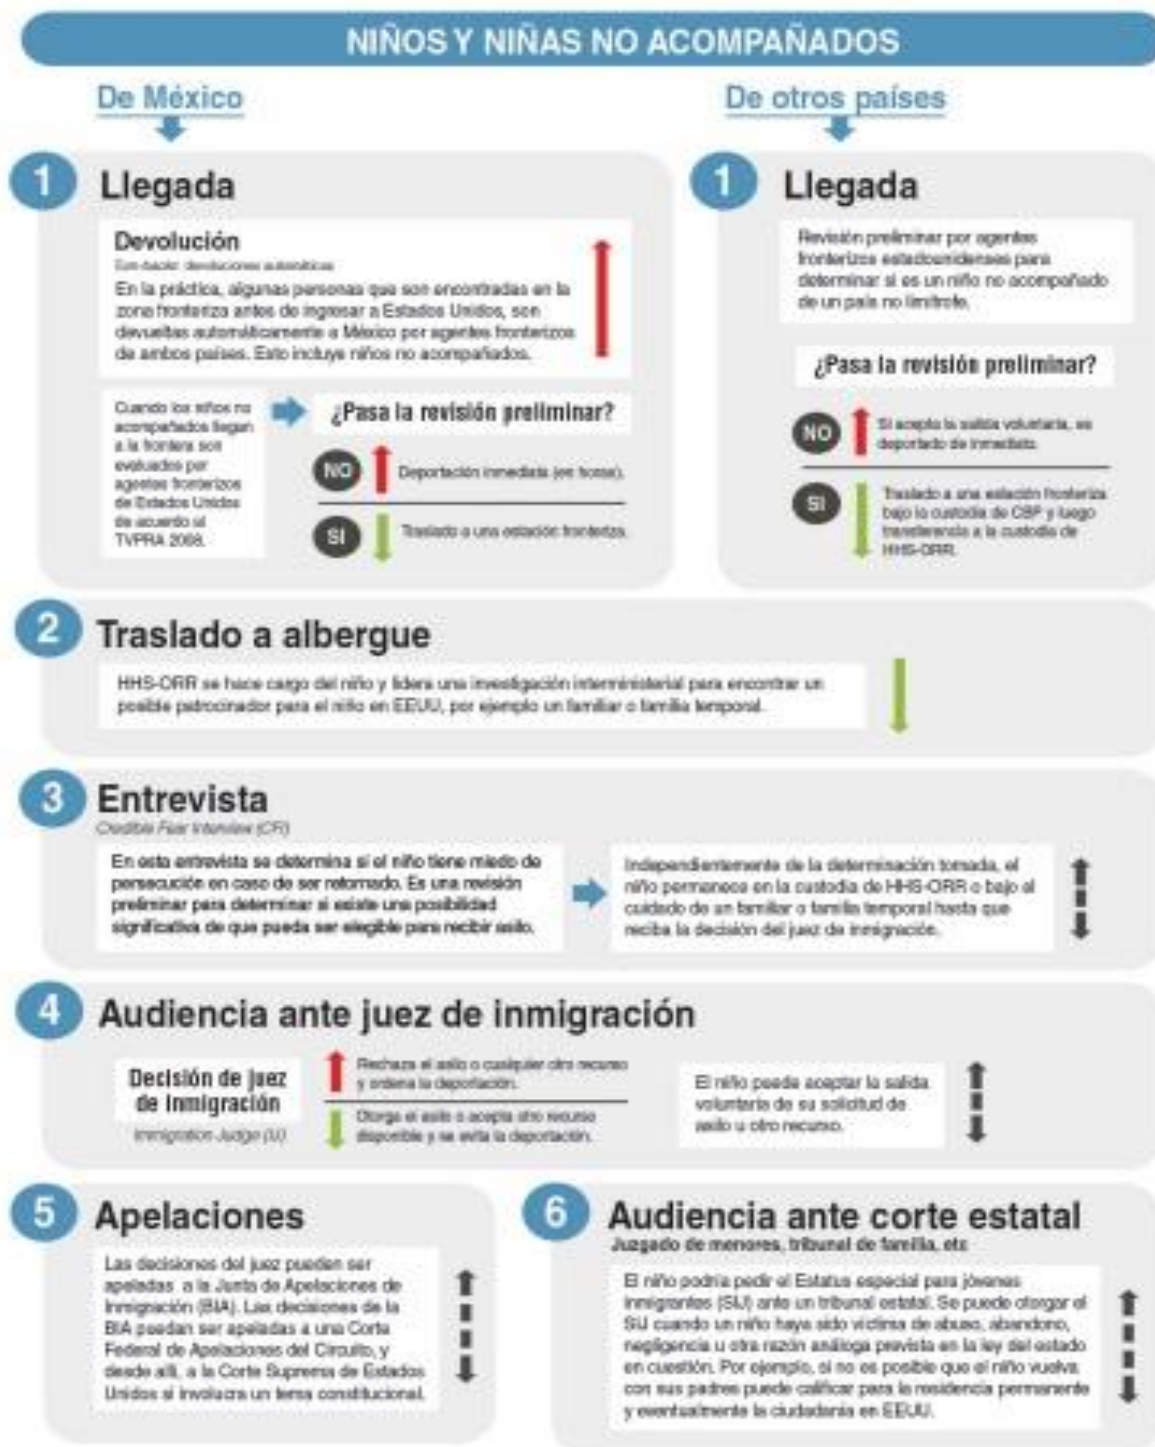 NIÑOS Y NIÑAS NO ACOMPAÑADOS
De México
1
Llegada
Devolución
Turn-backs: devoluciones automáticas
En la práctica, algunas personas que son encontradas en la
zona fronteriza antes de ingresar a Estados Unidos, son
devueltas automáticamente a México por agentes fronterizos
de ambos países. Esto incluye niños no acompañados.
Cuando los niños no
acompañados llegan
a la frontera son
evaluados por
agentes fronterizos
de Estados Unidos
de acuerdo al
TVPRA 2008.
¿Pasa la revisión preliminar?
NO
Deportación inmediata (en horas).
SI
Traslado a una estación fronteriza.
De otros países
1
Llegada
Revisión preliminar por agentes
fronterizos estadounidenses para
determinar si es un niño no acompañado
de un país no limítrofe.
¿Pasa la revisión preliminar?
NO
Si acepta la salida voluntaria, es
deportado de inmediato.
SI
Traslado a una estación fronteriza
bajo la custodia de CBP y luego
transferencia a la custodia de
HHS-ORR.
2
Traslado a albergue
HHS-ORR se hace cargo del niño y lidera una investigación interministerial para encontrar un
posible patrocinador para el niño en EEUU, por ejemplo un familiar o familia temporal.
3
Entrevista
Credible Fear Interview (CFI)
En esta entrevista se determina si el niño tiene miedo de
persecución en caso de ser retornado. Es una revisión
preliminar para determinar si existe una posibilidad
significativa de que pueda ser elegible para recibir asilo.
Independientemente de la determinación tomada, el
niño permanece en la custodia de HHS-ORR o bajo el
cuidado de un familiar o familia temporal hasta que
reciba la decisión del juez de inmigración.
4
Audiencia ante juez de inmigración
Decisión de juez
de inmigración
Immigration Judge (IJ)
Rechaza el asilo o cualquier otro recurso
y ordena la deportación.
Otorga el asilo o acepta otro recurso
disponible y se evita la deportación.
El niño puede aceptar la salida
voluntaria de su solicitud de
asilo u otro recurso.
5
Apelaciones
Las decisiones del juez pueden ser
apeladas a la Junta de Apelaciones de
Inmigración (BIA). Las decisiones de la
BIA puedan ser apeladas a una Corte
Federal de Apelaciones del Circuito, y
desde allí, a la Corte Suprema de Estados
Unidos si involucra un tema constitucional.
6
Audiencia ante corte estatal
Juzgado de menores, tribunal de familia, etc
El niño podría pedir el Estatus especial para jóvenes
inmigrantes (SIJ) ante un tribunal estatal. Se puede otorgar el
SIJ cuando un niño haya sido víctima de abuso, abandono,
negligencia u otra razón análoga prevista en la ley del estado
en cuestión. Por ejemplo, si no es posible que el niño vuelva
con sus padres puede calificar para la residencia permanente
y eventualmente la ciudadanía en EEUU.